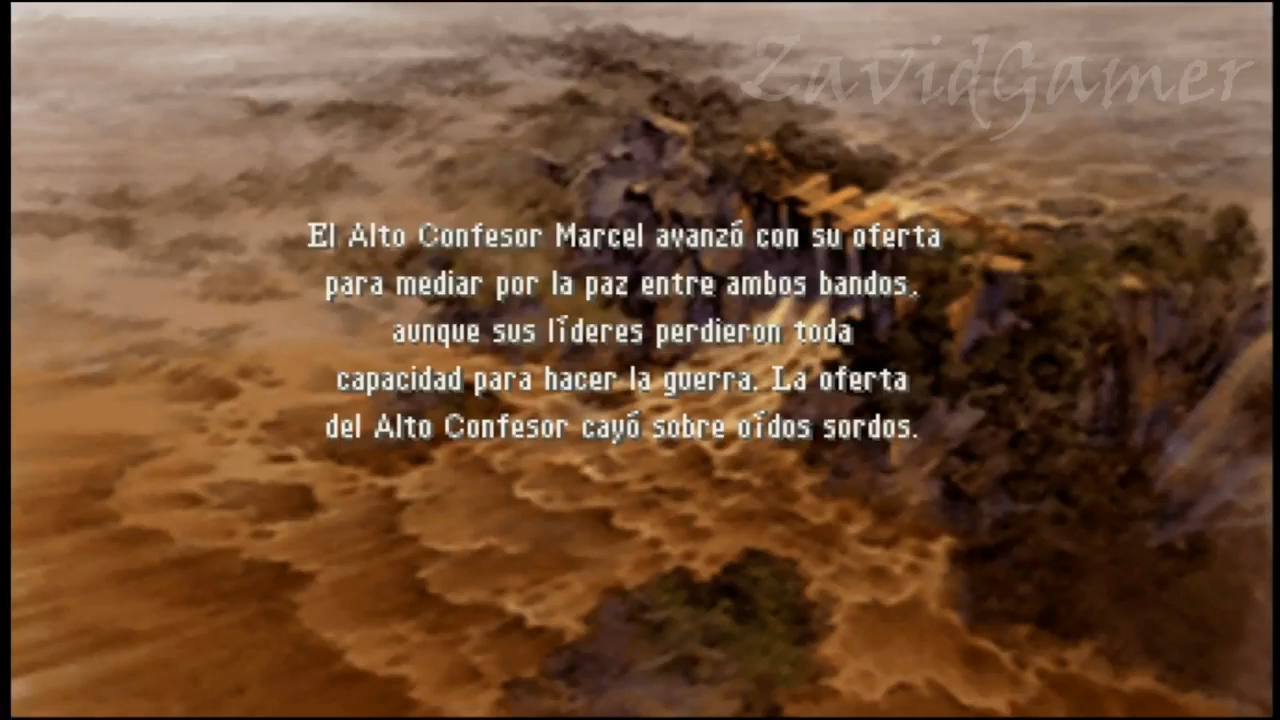 ZavidGamer
El Alto Confesor Marcel avanzó con su oferta
para mediar por la paz entre ambos bandos,
aunque sus líderes perdieron toda
capacidad para hacer la guerra. La oferta
del Alto Confesor cayó sobre oídos sordos.